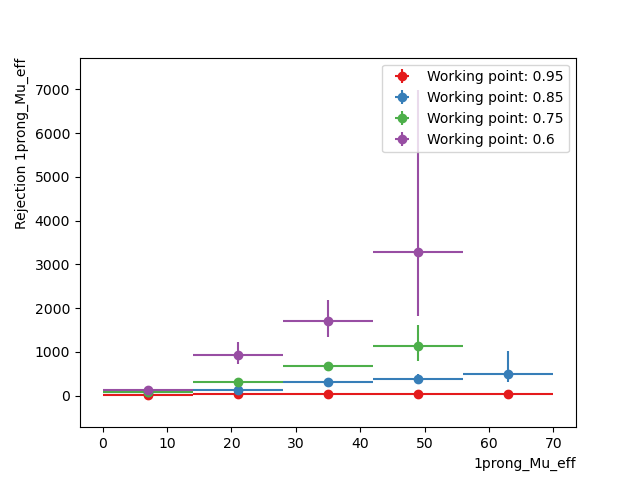 Rejection 1prong_Mu_eff
7000
6000
5000
4000
3000
2000
1000
0
Working point: 0.95
Working point: 0.85
Working point: 0.75
Working point: 0.6
0 10 20 30 40 50 60 70
1prong_Mu_eff